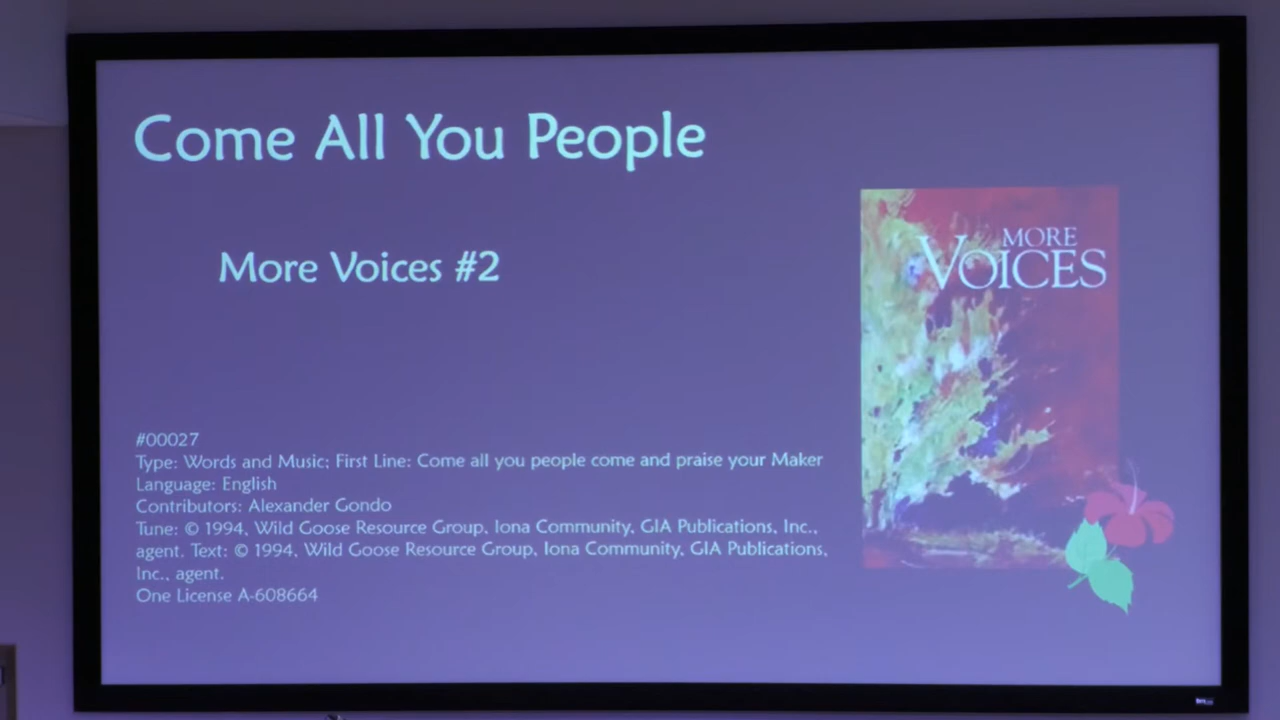 Come All You People
More Voices #2
MORE
VOICES
#00027
Type: Words and Music; First Line: Come all you people come and praise your Maker
Language: English
Contributors: Alexander Gondo
Tune: © 1994, Wild Goose Resource Group, Iona Community, GIA Publications, Inc.,
agent. Text: © 1994, Wild Goose Resource Group, Iona Community, GIA Publications,
Inc., agent.
One License A-608664